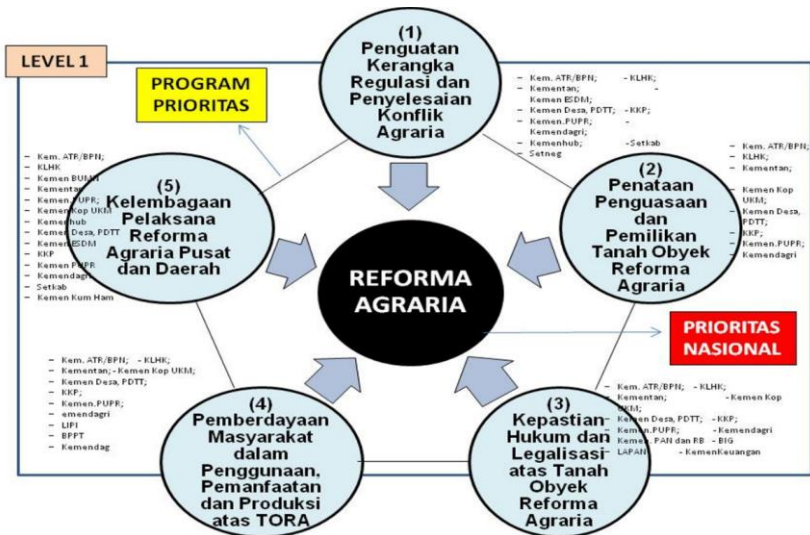 LEVEL 1
PROGRAM
PRIORITAS
(1)
Penguatan
Kerangka
Regulasi dan
Penyelesaian
Konflik
Agraria
- Kem. ATR/BPN; - KLHK;
- Kementan; -
Kemen ESDM;
- Kemen Desa, PDTT; - KKP;
- Kemen.PUPR; -
Kemendagri;
- Kemenhub; -Setkab
- Setneg
(2)
Penataan
Penguasaan
dan
Pemilikan
Tanah Obyek
Reforma
Agraria
- Kem. ATR/BPN;
- KLHK;
- Kementan;
- Kemen Kop
UKM;
- Kemen Desa,
PDTT;
- KKP;
- Kemen.PUPR;
- Kemendagri
- Kem. ATR/BPN;
- KLHK
- Kemen BUMN
- Kementan
- Kemen.PUPR;
- Kemen Kop UKM
- Kemenhub
- Kemen Desa, PDTT
- Kemen ESDM
- KKP
- Kemen PUPR
- Kemendagri
- Setkab
- Kemen Kum Ham
(5)
Kelembagaan
Pelaksana
Reforma
Agraria Pusat
dan Daerah
REFORMA
AGRARIA
PRIORITAS
NASIONAL
- Kem. ATR/BPN; - KLHK;
- Kementan; - Kemen Kop UKM;
- Kemen Desa, PDTT;
- KKP;
- Kemen.PUPR;
- emendagri
- LIPI
- BPPT
- Kemendag
(4)
Pemberdayaan
Masyarakat
dalam
Penggunaan,
Pemanfaatan
dan Produksi
atas TORA
(3)
Kepastian
Hukum dan
Legalisasi
atas Tanah
Obyek
Reforma
Agraria
- Kem. ATR/BPN; - KLHK;
- Kementan; - Kemen Kop
UKM;
- Kemen Desa, PDTT; - KKP;
- Kemen.PUPR; - Kemendagri
- Kemen. PAN dan RB - BIG
- LAPAN - KemenKeuangan